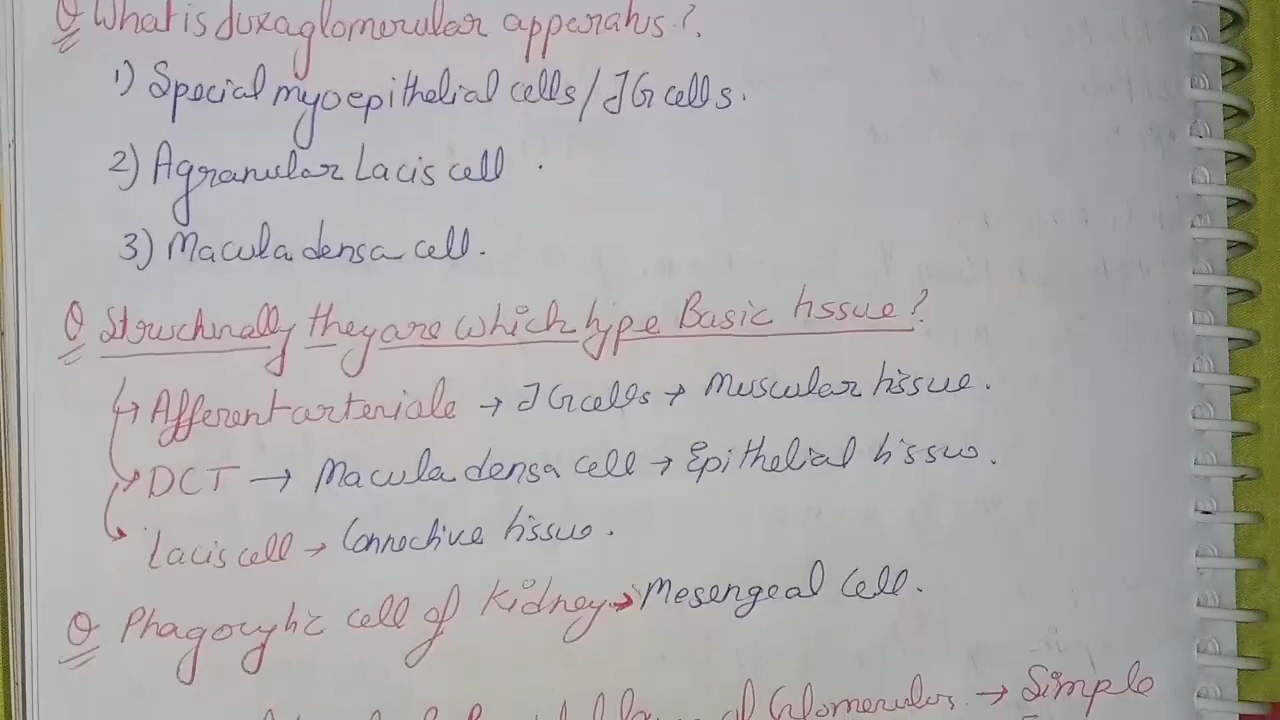 Q What is Juxaglomerular apparatus?
1) Special myoepithelial cells / JG cells.
2) Agranular Lacis cell .
3) Macula densa cell.
Q Structurally they are which type Basic tissue?
↳ Afferent arteriale → JG cells → Muscular tissue.
↳ DCT → Macula densa cell → Epithelial tissue.
↳ Lacis cell → Connective tissue.
Q Phagocytic cell of Kidney → Mesengeal cell.
of Glomerulus → Simple